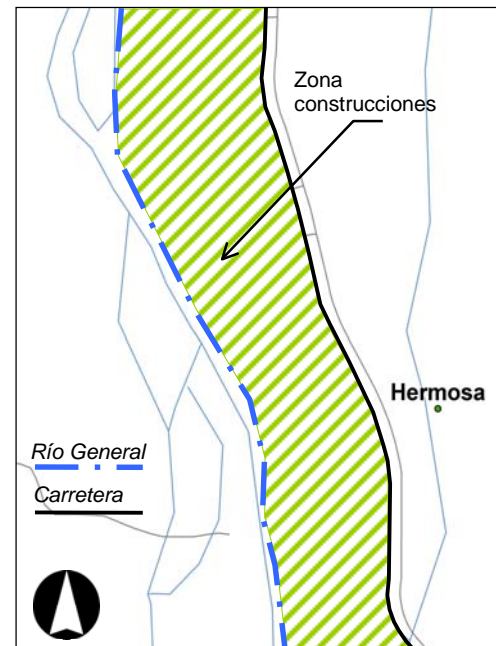 Zona
construcciones
Hermosa
Río General
Carretera